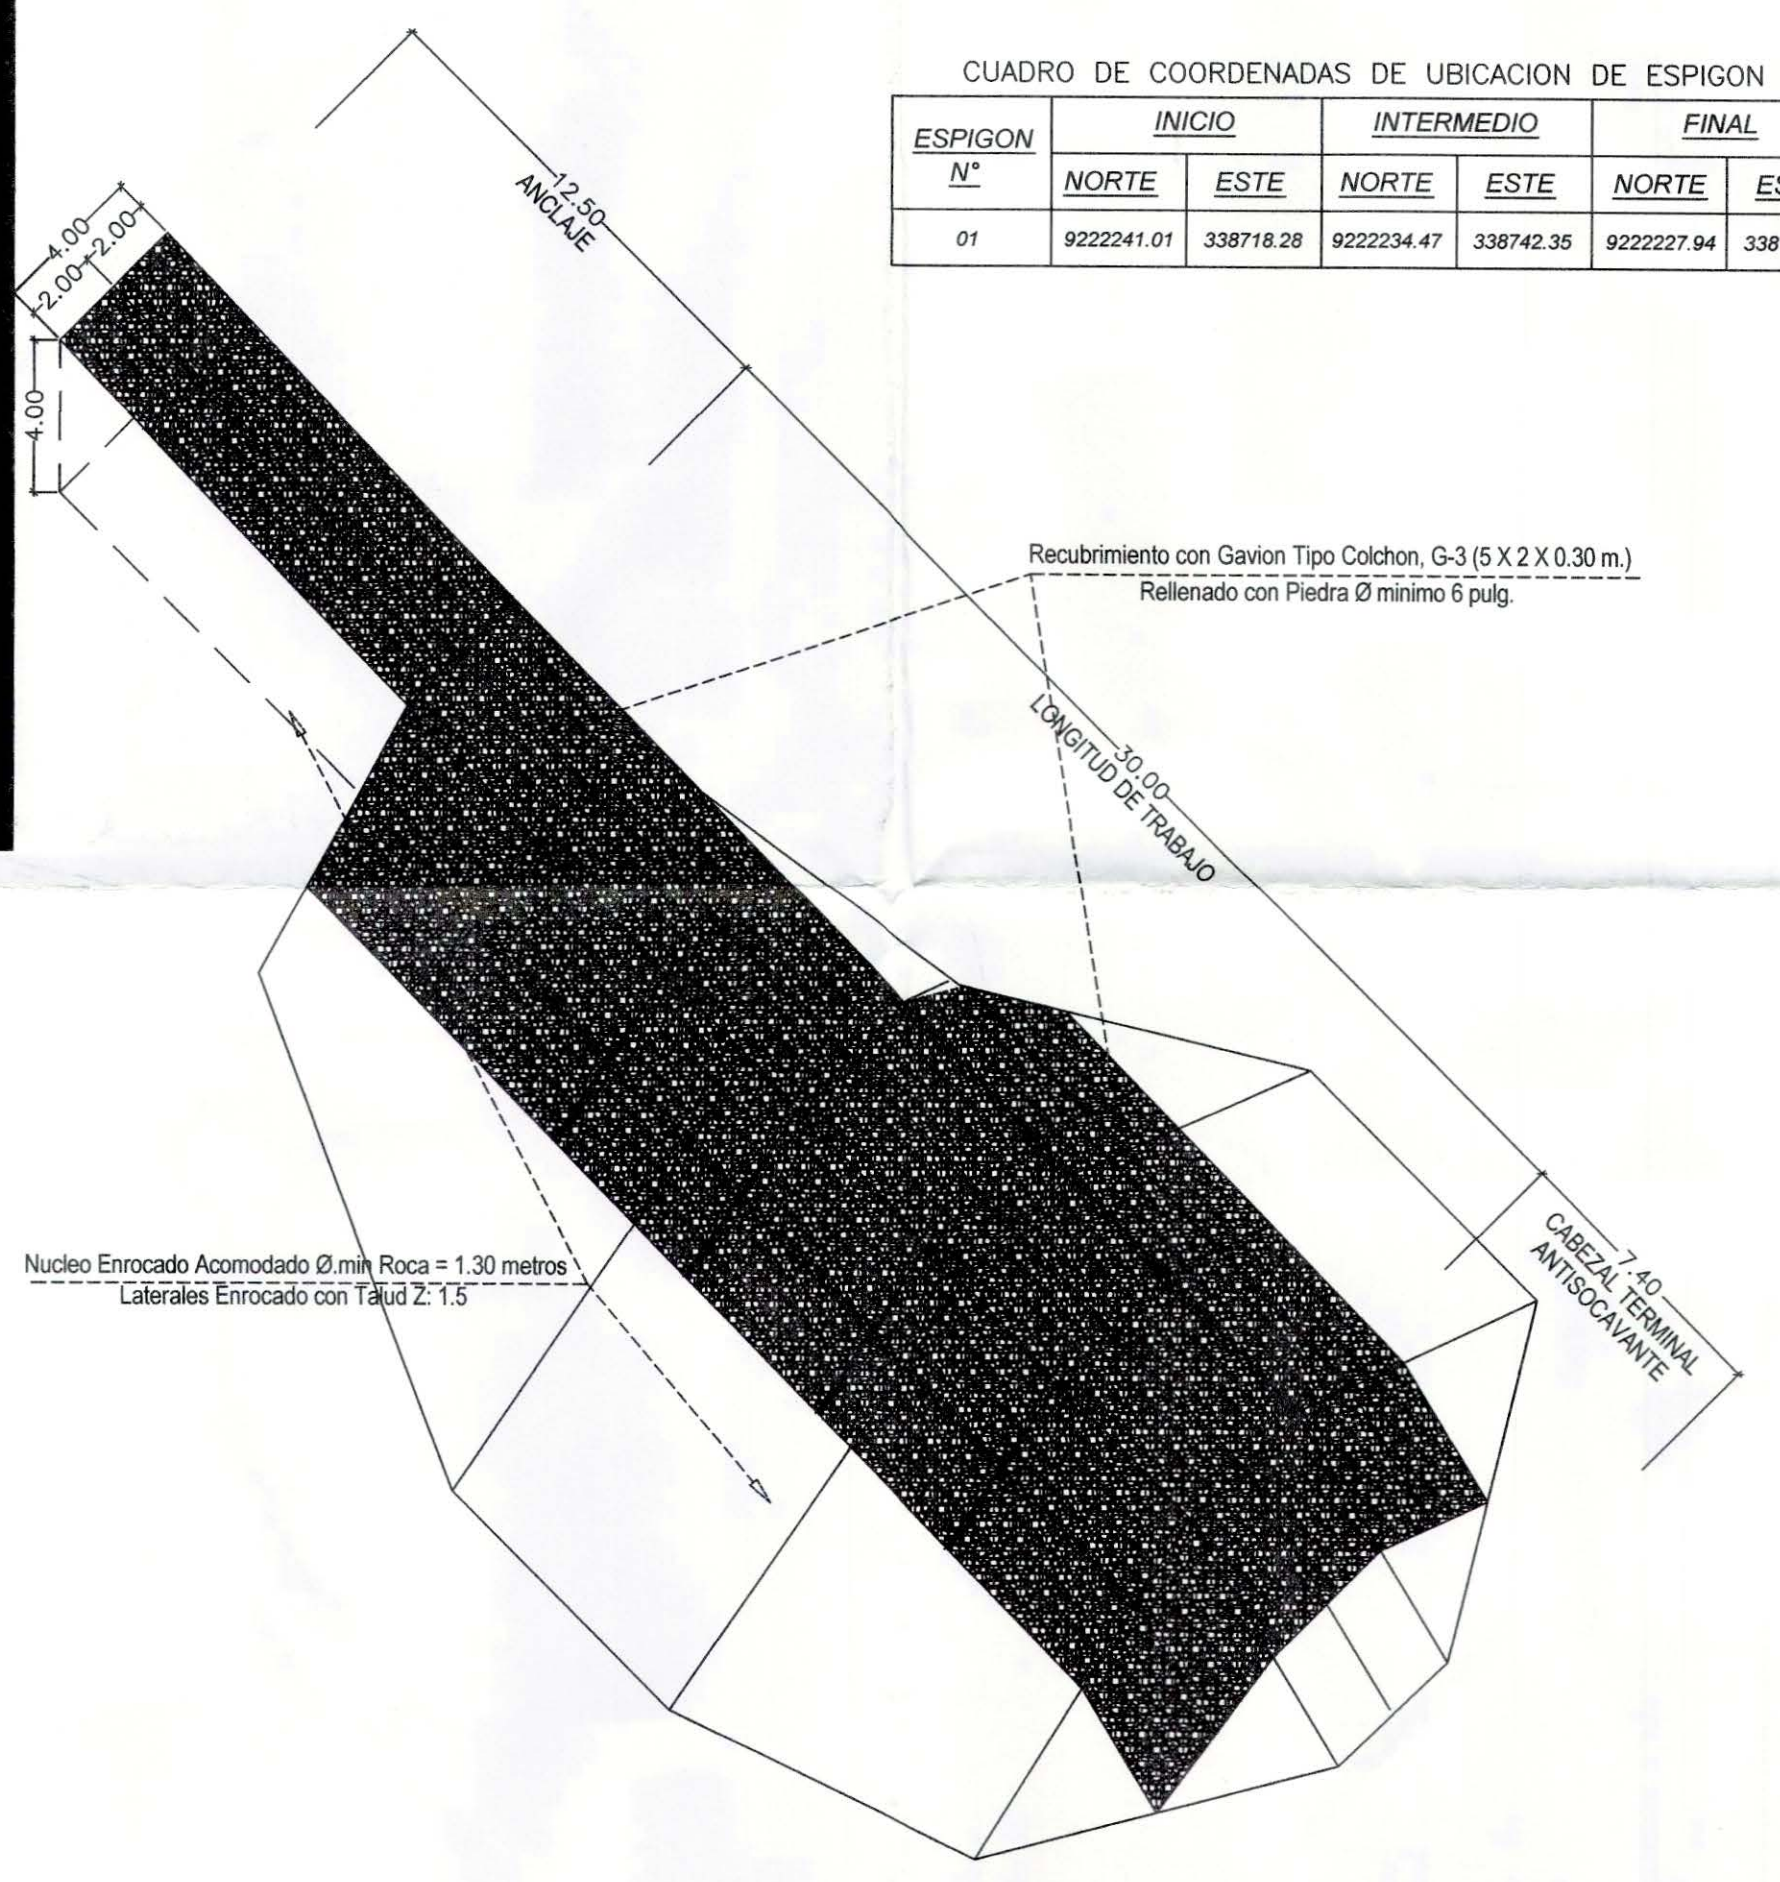 CUADRO DE COORDENADAS DE UBICACION DE ESPIGON
ESPIGON N° INICIO INTERMEDIO FINAL
NORTE ESTE NORTE ESTE NORTE
01 9222241.01 338718.28 9222234.47 338742.35 9222227.94
12.50
ANCLAJE
4.00
2.00 2.00
4.00
Recubrimiento con Gavion Tipo Colchon, G-3 (5 X 2 X 0.30 m.)
Rellenado con Piedra Ø minimo 6 pulg.
30.00
LONGITUD DE TRABAJO
Nucleo Enrocado Acomodado Ø.min Roca = 1.30 metros
Laterales Enrocado con Talud Z: 1.5
7.40
CABEZAL TERMINAL
ANTISOCAVANTE